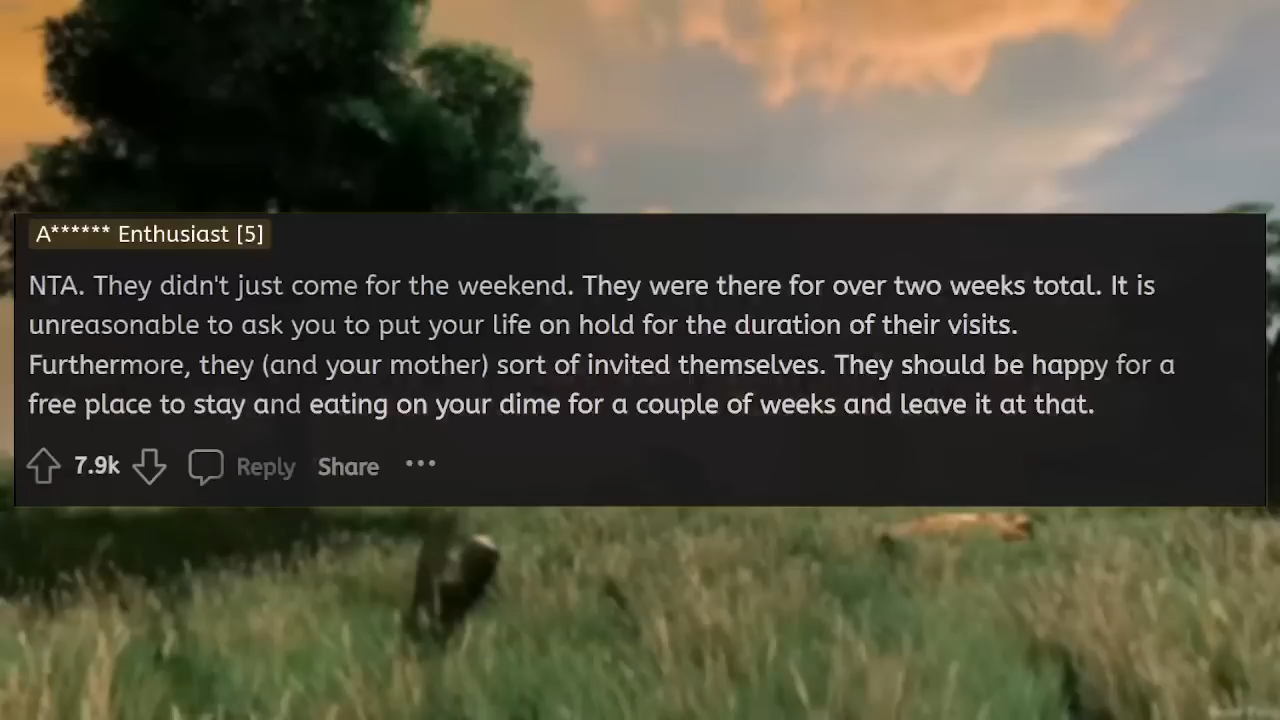 A****** Enthusiast [5]
NTA. They didn't just come for the weekend. They were there for over two weeks total. It is
unreasonable to ask you to put your life on hold for the duration of their visits.
Furthermore, they (and your mother) sort of invited themselves. They should be happy for a
free place to stay and eating on your dime for a couple of weeks and leave it at that.
7.9k Reply Share •••